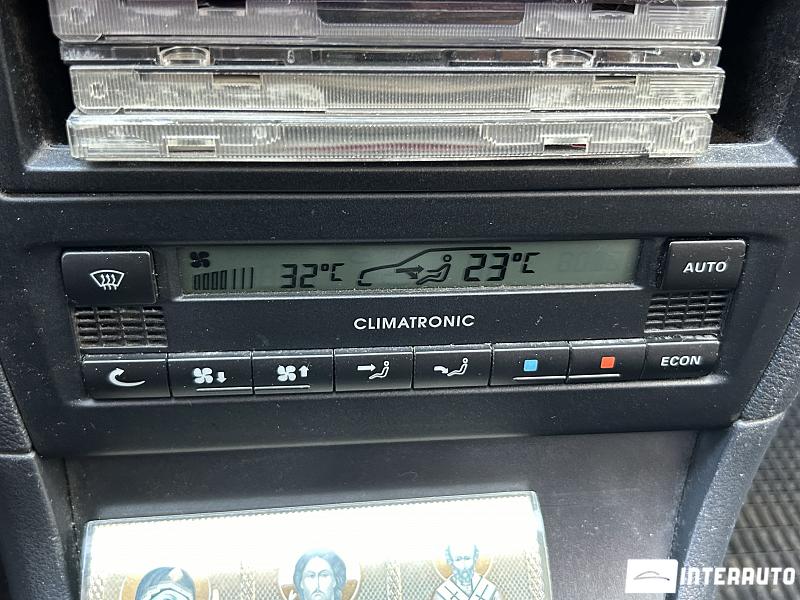 32°C 23°C
AUTO
CLIMATRONIC
ECON
INTERAUTO